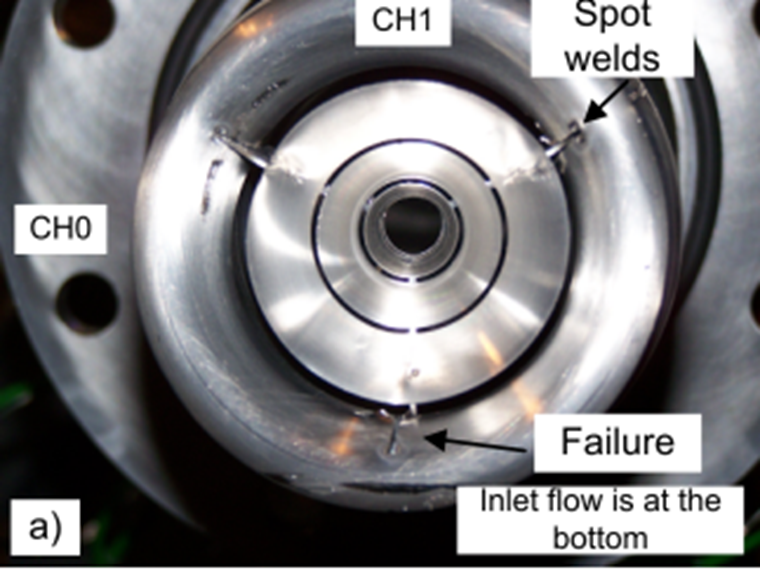 CH1
Spot
welds
CH0
Failure
Inlet flow is at the
bottom
a)